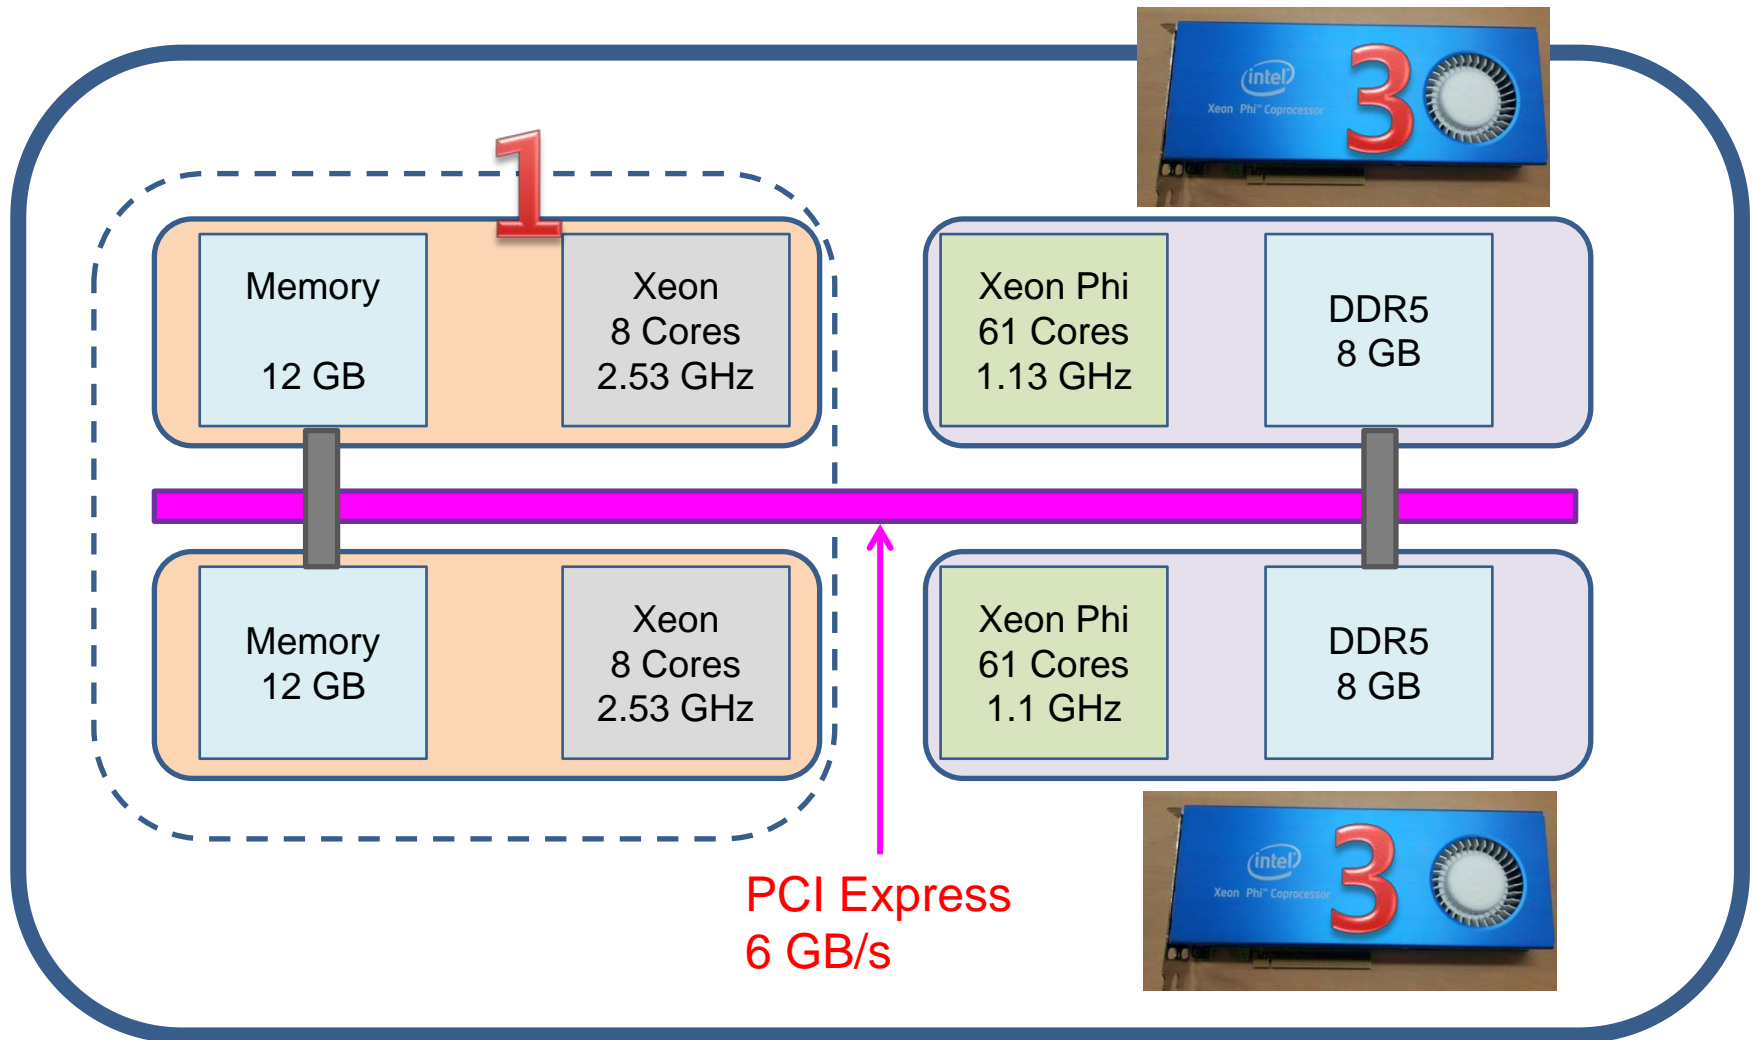 intel
Xeon Phi™ Coprocessor
3
1
Memory
12 GB
Xeon
8 Cores
2.53 GHz
Xeon Phi
61 Cores
1.13 GHz
DDR5
8 GB
Memory
12 GB
Xeon
8 Cores
2.53 GHz
Xeon Phi
61 Cores
1.1 GHz
DDR5
8 GB
PCI Express
6 GB/s
intel
Xeon Phi™ Coprocessor
3